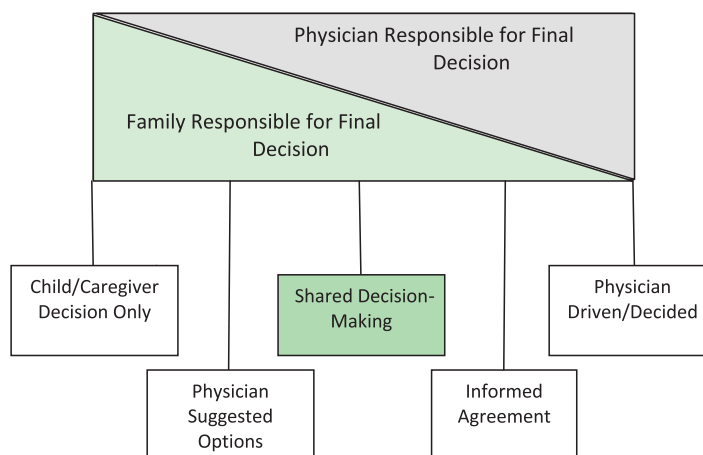 Physician Responsible for Final
Decision
Family Responsible for Final
Decision
Child/Caregiver
Decision Only
Shared Decision-
Making
Physician
Driven/Decided
Physician
Suggested
Options
Informed
Agreement